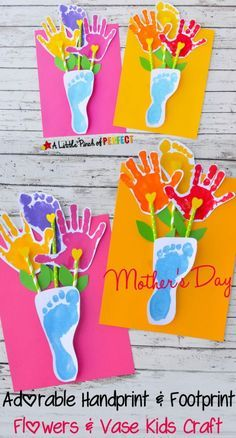 A Little Pinch of PERFECT
Mother's Day
Adorable Handprint & Footprint
Flowers & Vase Kids Craft